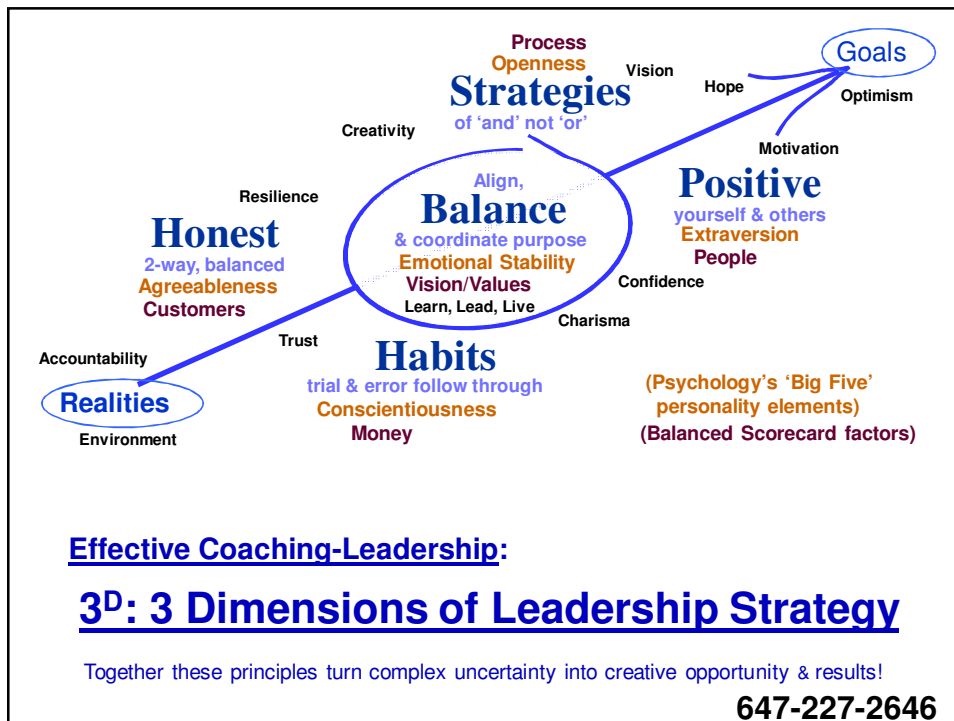 Process
Openness
Strategies
of ‘and’ not ‘or’
Vision
Hope
Goals
Optimism
Motivation
Creativity
Resilience
Honest
2-way, balanced
Agreeableness
Customers
Align,
Balance
& coordinate purpose
Emotional Stability
Vision/Values
Learn, Lead, Live
Positive
yourself & others
Extraversion
People
Confidence
Charisma
Trust
Accountability
Realities
Environment
Habits
trial & error follow through
Conscientiousness
Money
(Psychology’s ‘Big Five’
personality elements)
(Balanced Scorecard factors)
Effective Coaching-Leadership:
3D: 3 Dimensions of Leadership Strategy
Together these principles turn complex uncertainty into creative opportunity & results!
647-227-2646